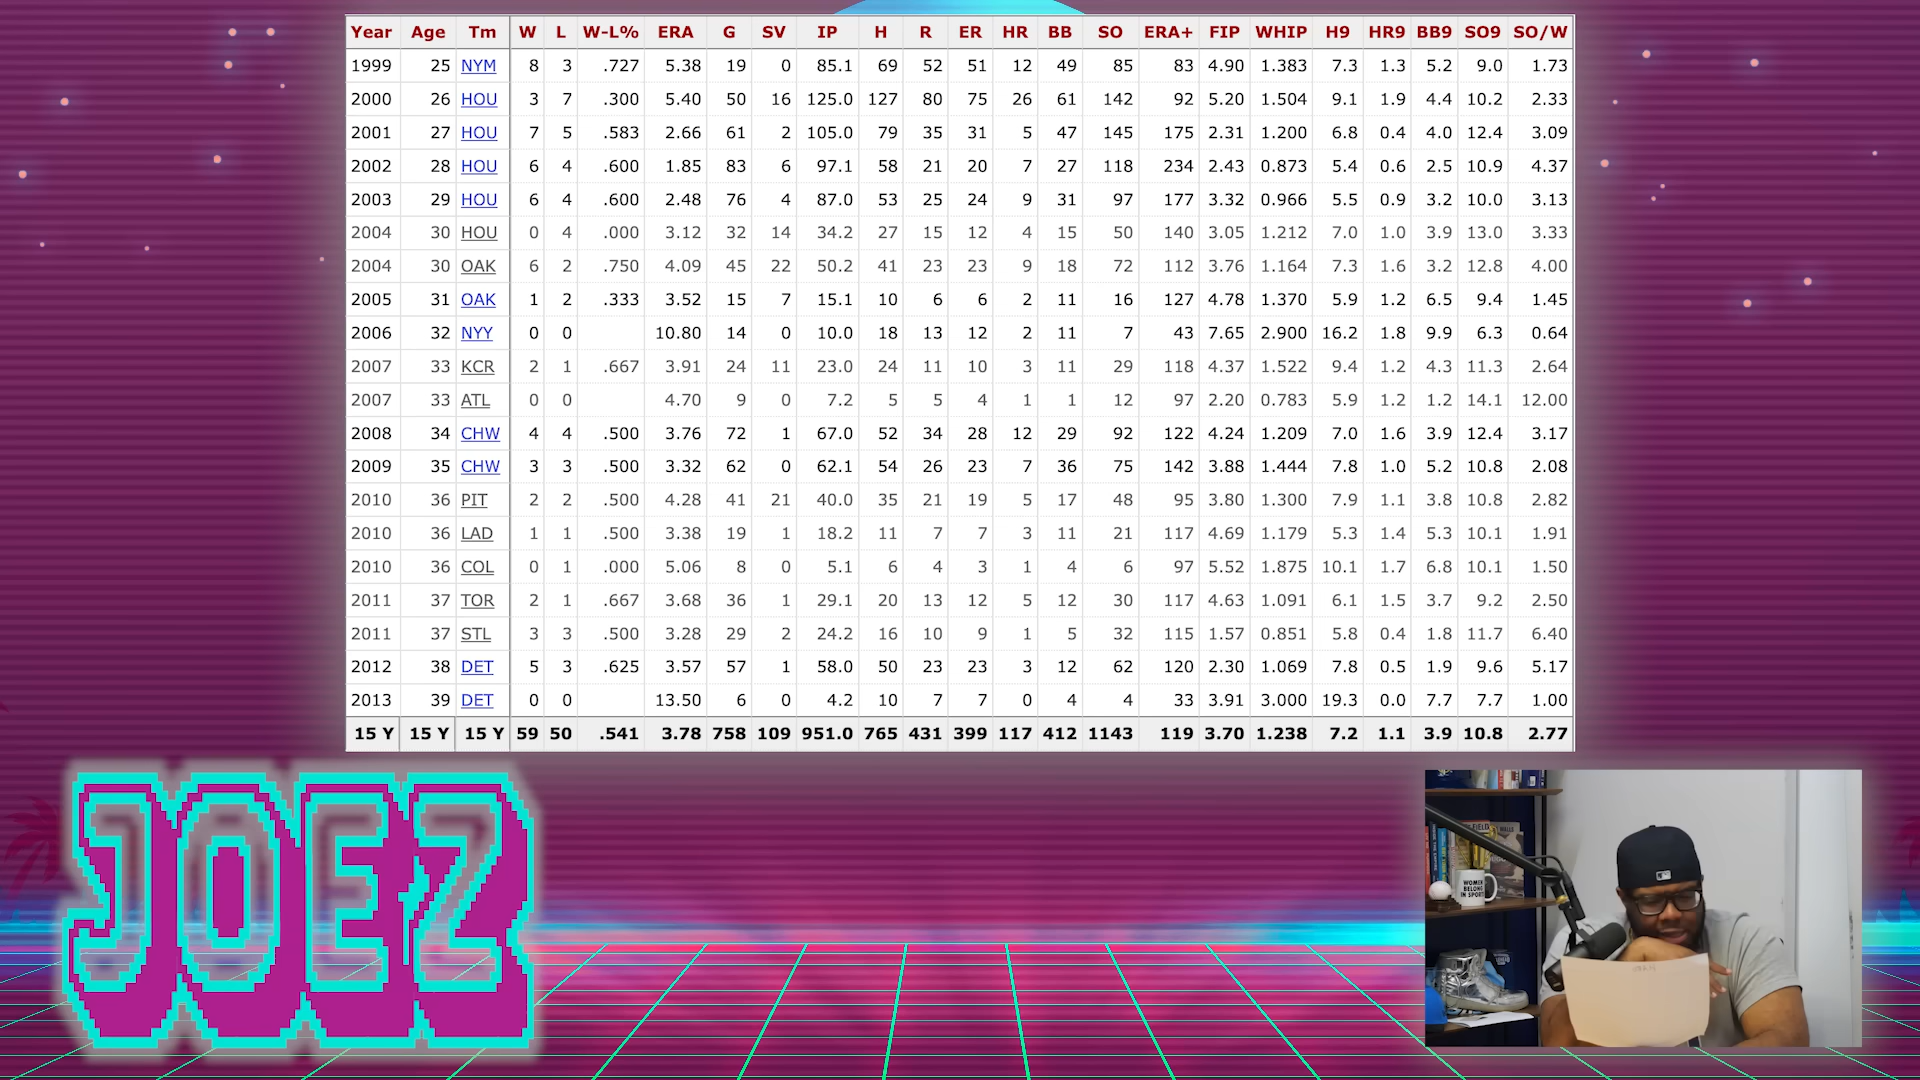 Year Age Tm W L W-L% ERA G SV IP H R ER HR BB SO ERA+ FIP WHIP H9 HR9 BB9 SO9 SO/W
1999 25 NYM 8 3 .727 5.38 19 0 85.1 69 52 51 12 49 85 83 4.90 1.383 7.3 1.3 5.2 9.0 1.73
2000 26 HOU 3 7 .300 5.40 50 16 125.0 127 80 75 26 61 142 92 5.20 1.504 9.1 1.9 4.4 10.2 2.33
2001 27 HOU 7 5 .583 2.66 61 2 105.0 79 35 31 5 47 145 175 2.31 1.200 6.8 0.4 4.0 12.4 3.09
2002 28 HOU 6 4 .600 1.85 83 6 97.1 58 21 20 7 27 118 234 2.43 0.873 5.4 0.6 2.5 10.9 4.37
2003 29 HOU 6 4 .600 2.48 76 4 87.0 53 25 24 9 31 97 177 3.32 0.966 5.5 0.9 3.2 10.0 3.13
2004 30 HOU 0 4 .000 3.12 32 14 34.2 27 15 12 4 15 50 140 3.05 1.212 7.0 1.0 3.9 13.0 3.33
2004 30 OAK 6 2 .750 4.09 45 22 50.2 41 23 23 9 18 72 112 3.76 1.164 7.3 1.6 3.2 12.8 4.00
2005 31 OAK 1 2 .333 3.52 15 7 15.1 10 6 6 2 11 16 127 4.78 1.370 5.9 1.2 6.5 9.4 1.45
2006 32 NYY 0 0 10.80 14 0 10.0 18 13 12 2 11 7 43 7.65 2.900 16.2 1.8 9.9 6.3 0.64
2007 33 KCR 2 1 .667 3.91 24 11 23.0 24 11 10 3 11 29 118 4.37 1.522 9.4 1.2 4.3 11.3 2.64
2007 33 ATL 0 0 4.70 9 0 7.2 5 5 4 1 1 12 97 2.20 0.783 5.9 1.2 1.2 14.1 12.00
2008 34 CHW 4 4 .500 3.76 72 1 67.0 52 34 28 12 29 92 122 4.24 1.209 7.0 1.6 3.9 12.4 3.17
2009 35 CHW 3 3 .500 3.32 62 0 62.1 54 26 23 7 36 75 142 3.88 1.444 7.8 1.0 5.2 10.8 2.08
2010 36 PIT 2 2 .500 4.28 41 21 40.0 35 21 19 5 17 48 95 3.80 1.300 7.9 1.1 3.8 10.8 2.82
2010 36 LAD 1 1 .500 3.38 19 1 18.2 11 7 7 3 11 21 117 4.69 1.179 5.3 1.4 5.3 10.1 1.91
2010 36 COL 0 1 .000 5.06 8 0 5.1 6 4 3 1 4 6 97 5.52 1.875 10.1 1.7 6.8 10.1 1.50
2011 37 TOR 2 1 .667 3.68 36 1 29.1 20 13 12 5 12 30 117 4.63 1.091 6.1 1.5 3.7 9.2 2.50
2011 37 STL 3 3 .500 3.28 29 2 24.2 16 10 9 1 5 32 115 1.57 0.851 5.8 0.4 1.8 11.7 6.40
2012 38 DET 5 3 .625 3.57 57 1 58.0 50 23 23 3 12 62 120 2.30 1.069 7.8 0.5 1.9 9.6 5.17
2013 39 DET 0 0 13.50 6 0 4.2 10 7 7 0 4 4 33 3.91 3.000 19.3 0.0 7.7 7.7 1.00
15 Y 15 Y 15 Y 59 50 .541 3.78 758 109 951.0 765 431 399 117 412 1143 119 3.70 1.238 7.2 1.1 3.9 10.8 2.77
JOEZ
WOMEN
BELONG
IN SPORTS